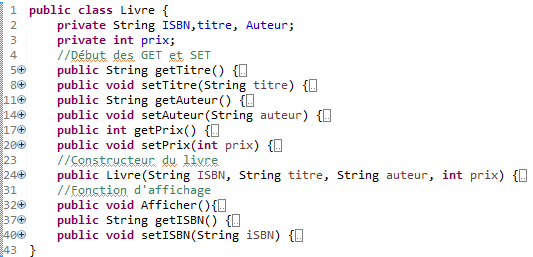 1 public class Livre {
2 private String ISBN,titre, Auteur;
3 private int prix;
4 //Début des GET et SET
5 public String getTitre() {
8 public void setTitre(String titre) {
11 public String getAuteur() {
14 public void setAuteur(String auteur) {
17 public int getPrix() {
20 public void setPrix(int prix) {
23 //Constructeur du livre
24 public Livre(String ISBN, String titre, String auteur, int prix) {
31 //Fonction d'affichage
32 public void Afficher(){
37 public String getISBN() {
40 public void setISBN(String iSBN) {
43 }